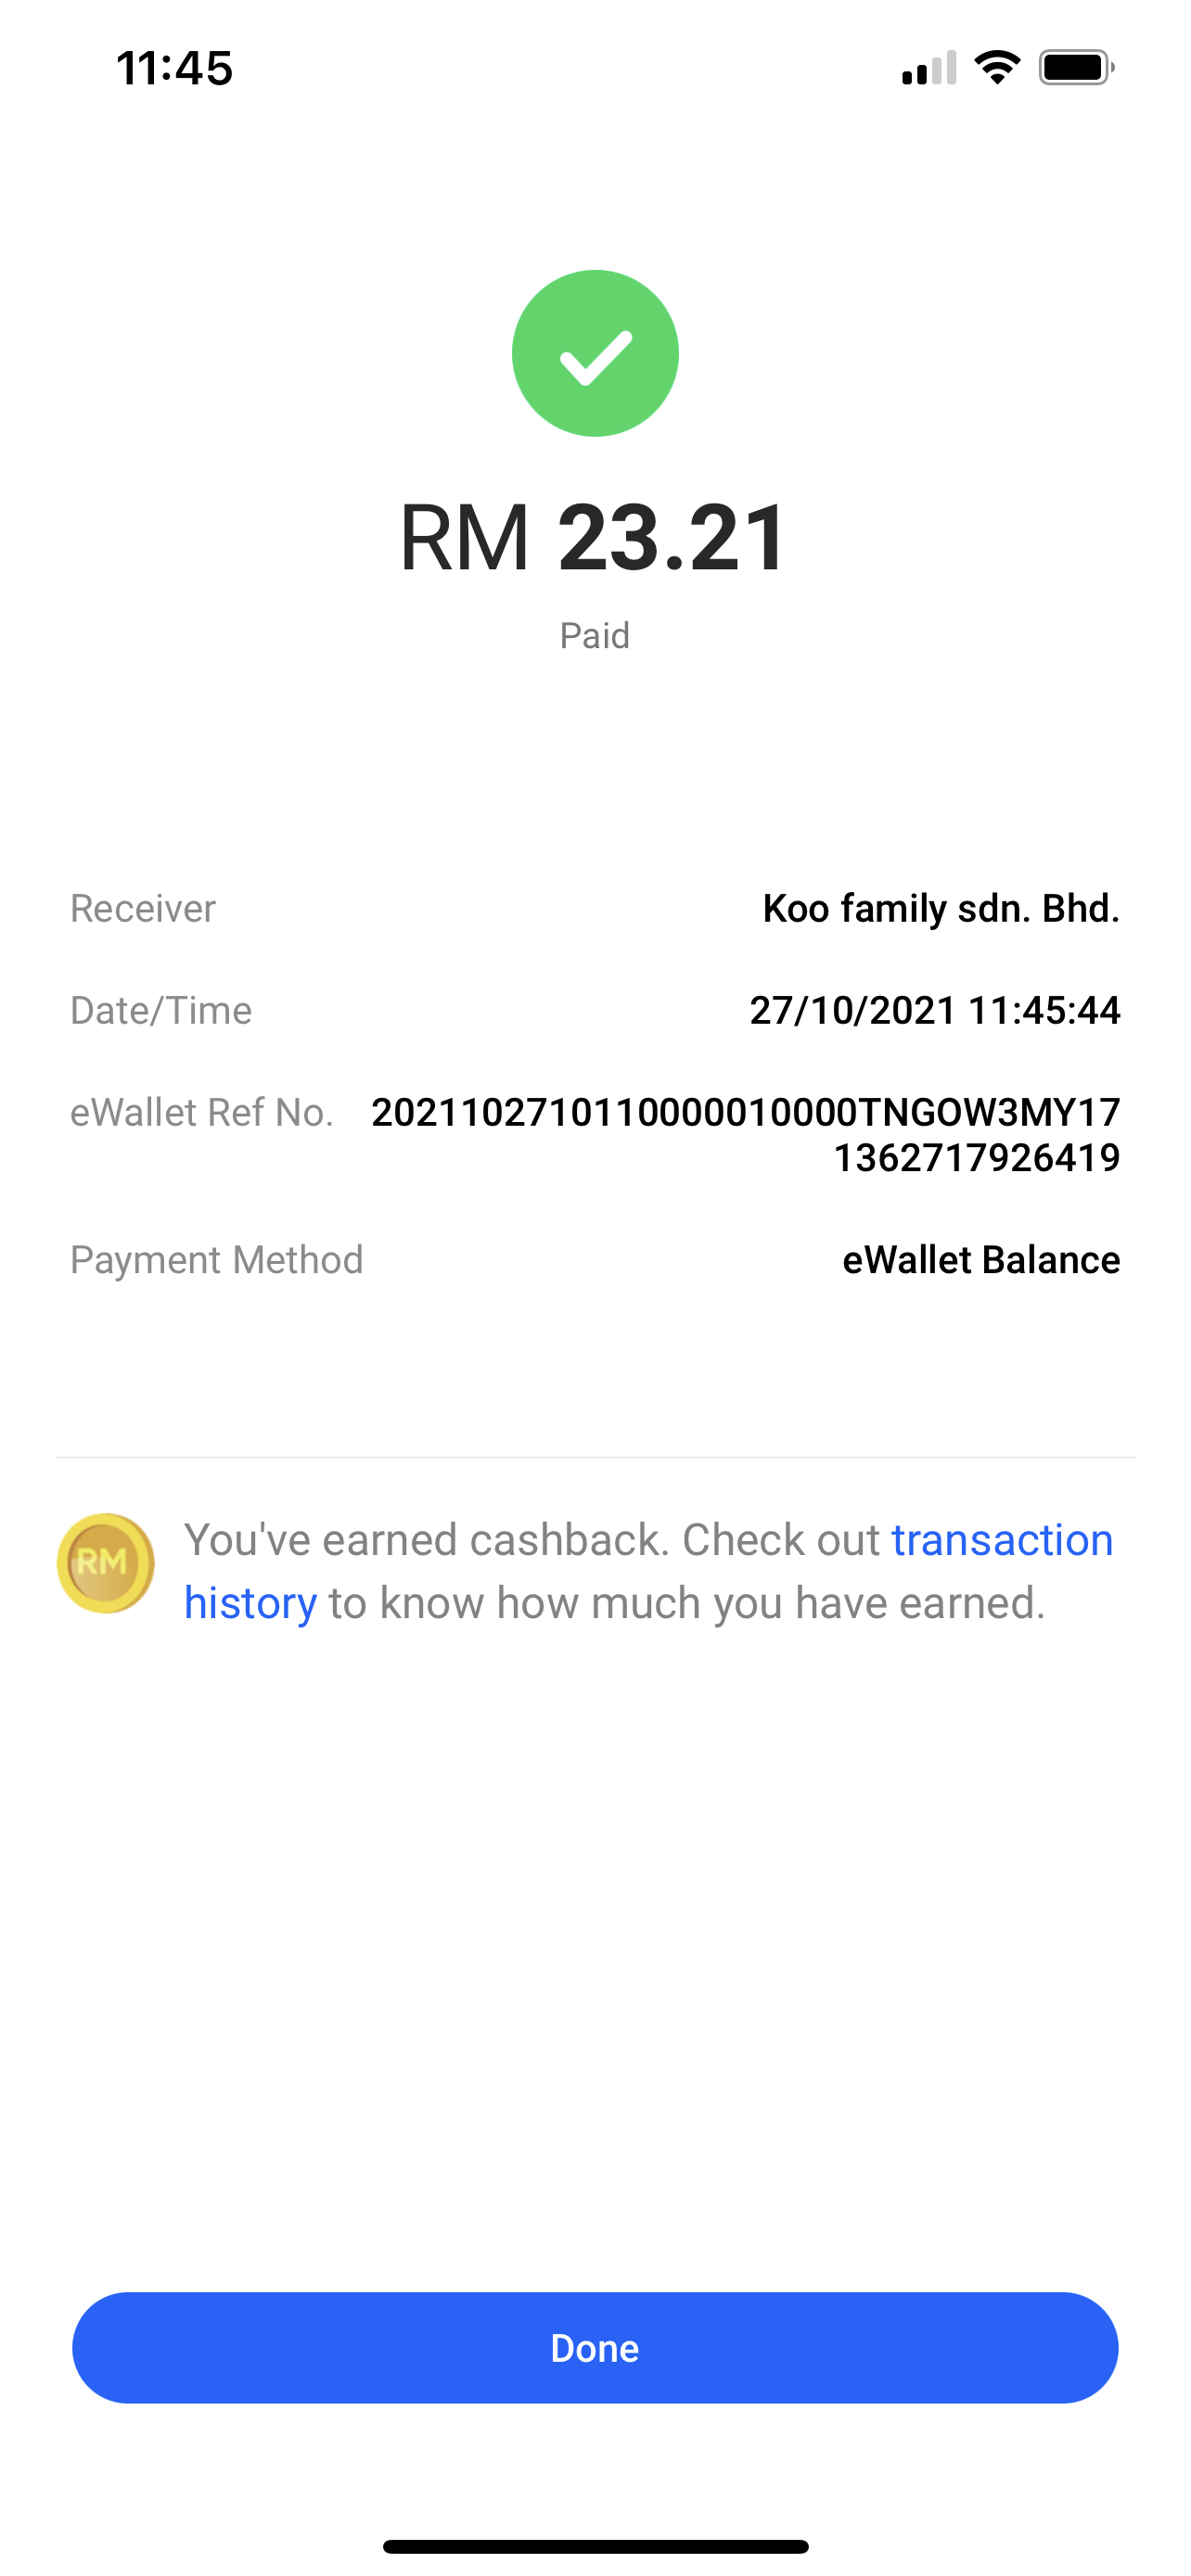 11:45
RM 23.21
Paid
Receiver Koo family sdn. Bhd.
Date/Time 27/10/2021 11:45:44
eWallet Ref No. 20211027101110000010000TNGOW3MY17
1362717926419
Payment Method eWallet Balance
RM
You've earned cashback. Check out transaction
history to know how much you have earned.
Done